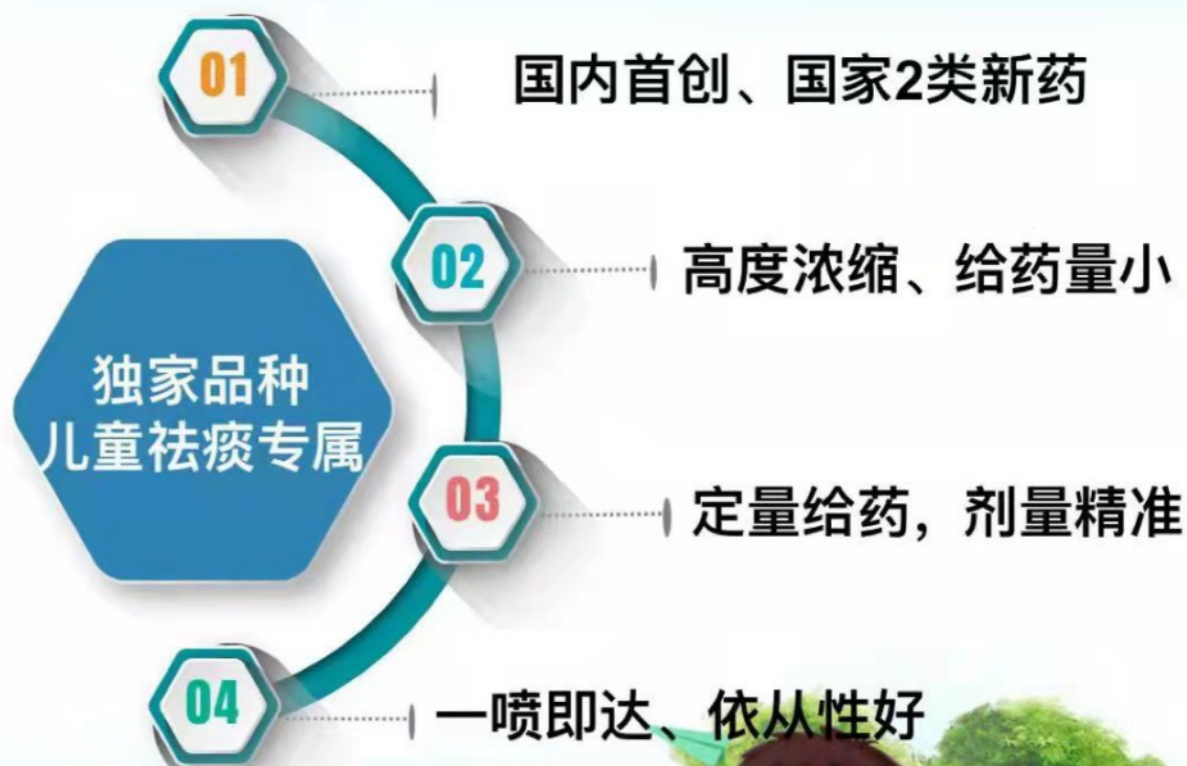 01
国内首创、国家2类新药
02
高度浓缩、给药量小
独家品种
儿童祛痰专属
03
定量给药，剂量精准
04
一喷即达、依从性好